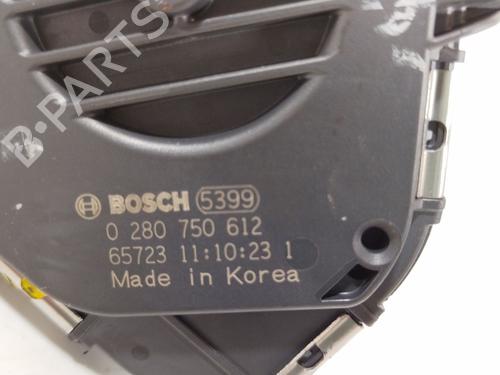 B-PARTS
BOSCH 5399
0 280 750 612
65723 11:10:23 1
Made in Korea